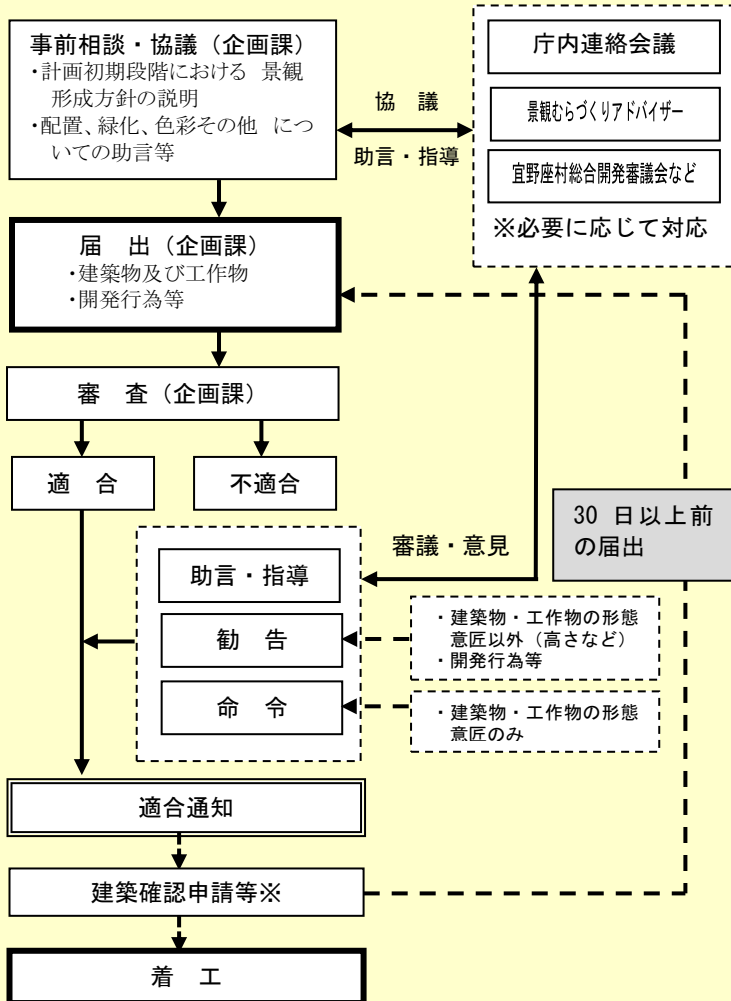 事前相談・協議（企画課）
・計画初期段階における 景観
形成方針の説明
・配置、緑化、色彩その他 につ
いての助言等
協 議
助言・指導
庁内連絡会議
景観むらづくりアドバイザー
宜野座村総合開発審議会など
※必要に応じて対応
届 出（企画課）
・建築物及び工作物
・開発行為等
審 査（企画課）
適 合
不適合
30 日以上前
の届出
審議・意見
助言・指導
勧 告
・建築物・工作物の形態
意匠以外（高さなど）
・開発行為等
命 令
・建築物・工作物の形態
意匠のみ
適合通知
建築確認申請等※
着 工